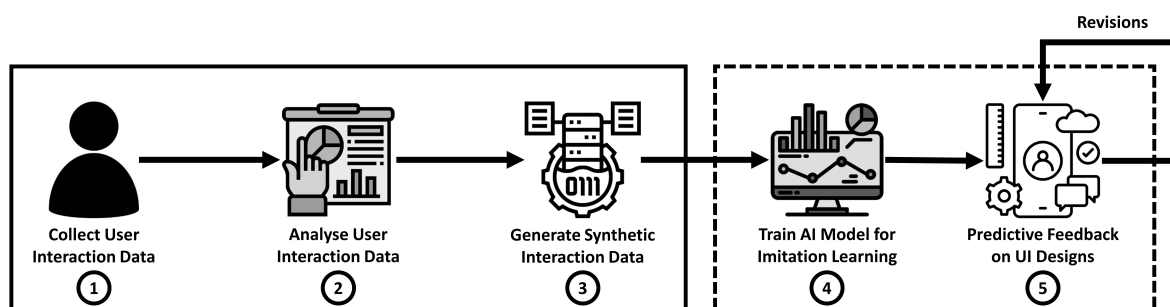 Revisions
0111
Collect User
Interaction Data
1
Analyse User
Interaction Data
2
Generate Synthetic
Interaction Data
3
Train AI Model for
Imitation Learning
4
Predictive Feedback
on UI Designs
5